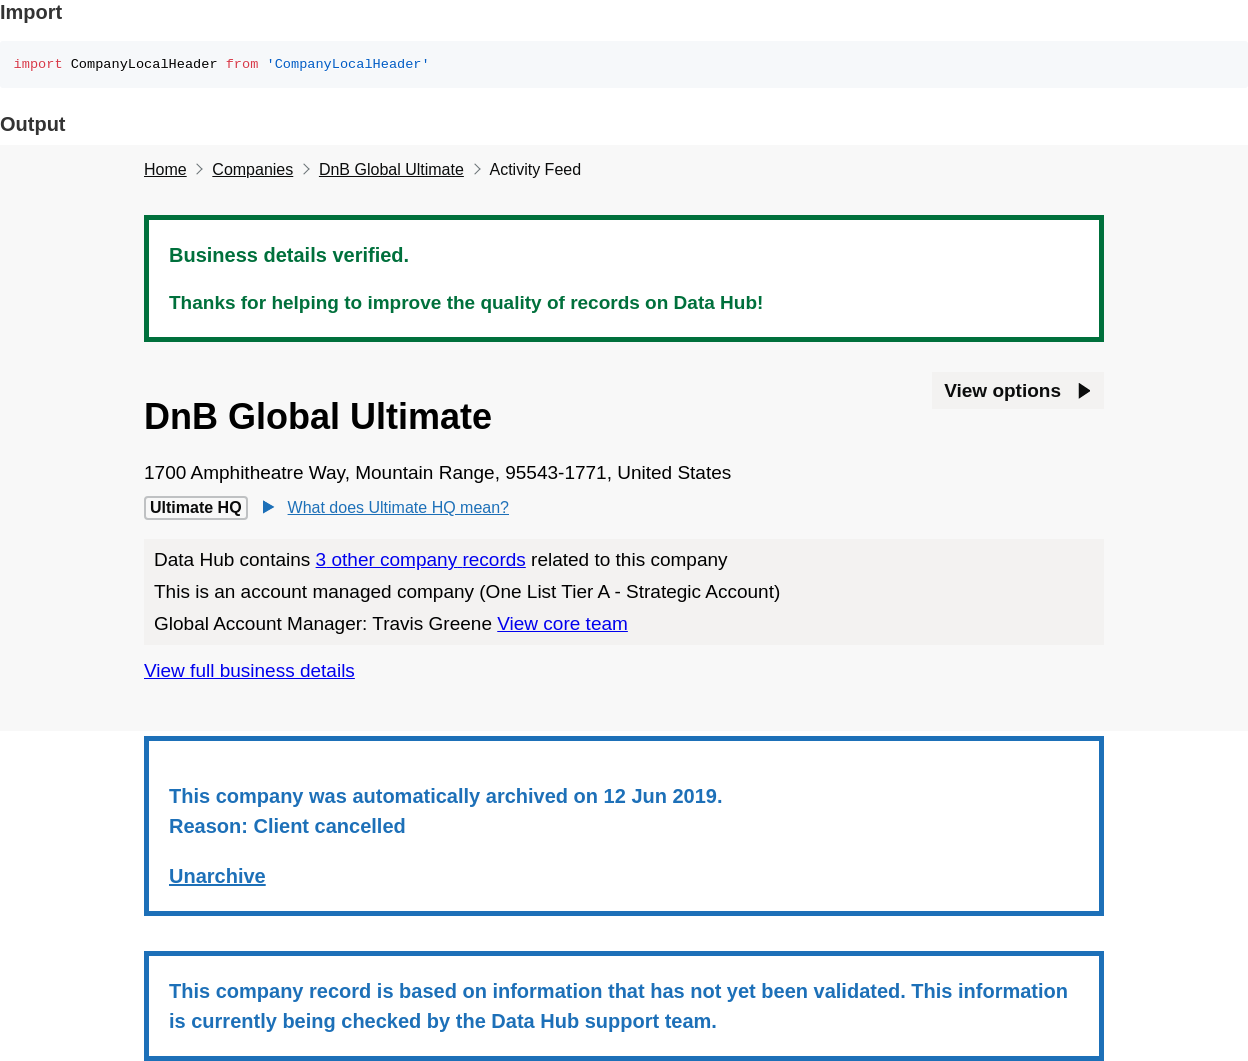 Import
import CompanyLocalHeader from 'CompanyLocalHeader'
Output
Home Companies DnB Global Ultimate Activity Feed
Business details verified.
Thanks for helping to improve the quality of records on Data Hub!
View options
DnB Global Ultimate
1700 Amphitheatre Way, Mountain Range, 95543-1771, United States
Ultimate HQ What does Ultimate HQ mean?
Data Hub contains 3 other company records related to this company
This is an account managed company (One List Tier A - Strategic Account)
Global Account Manager: Travis Greene View core team
View full business details
This company was automatically archived on 12 Jun 2019.
Reason: Client cancelled
Unarchive
This company record is based on information that has not yet been validated. This information
is currently being checked by the Data Hub support team.